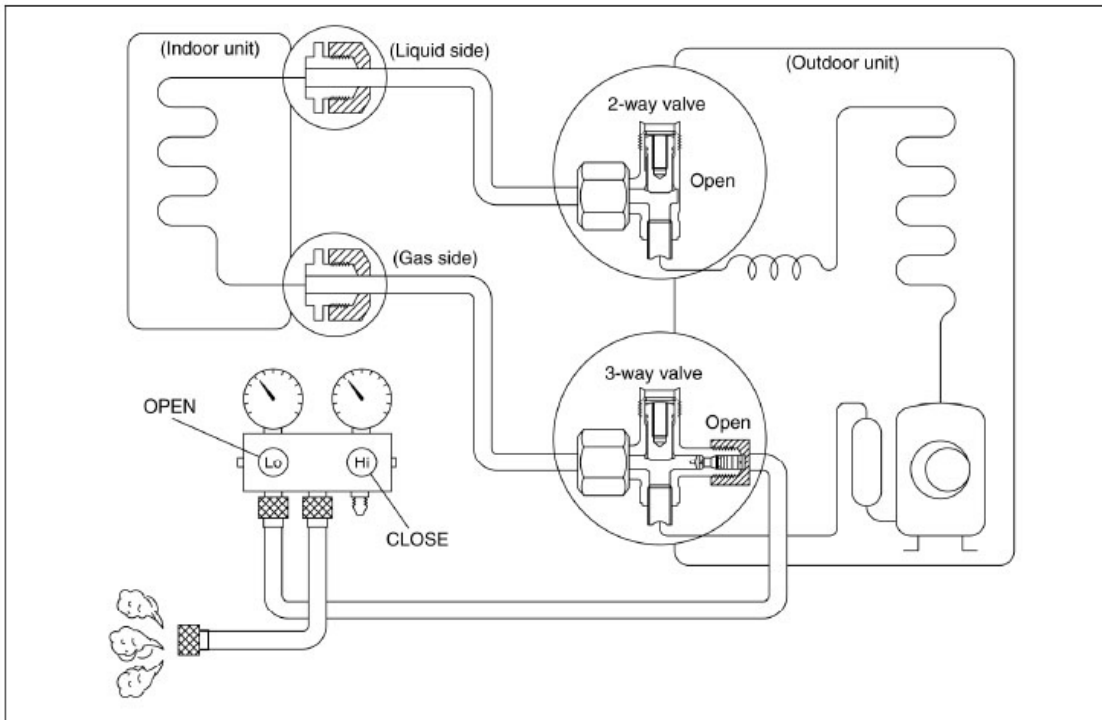 (Indoor unit)
(Liquid side)
(Outdoor unit)
2-way valve
Open
(Gas side)
3-way valve
Open
OPEN
Lo
Hi
CLOSE